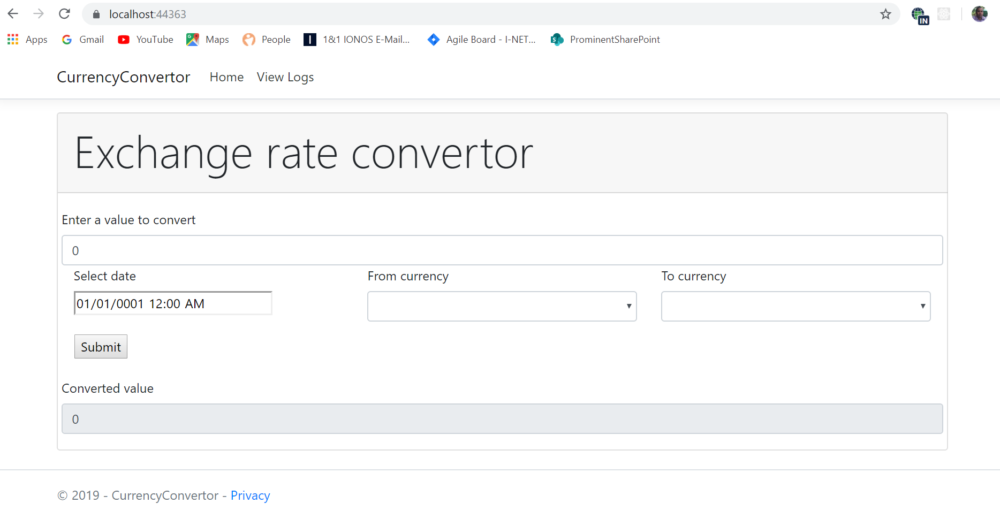 localhost:44363
IN
Apps Gmail YouTube Maps People 1&1 IONOS E-Mail... Agile Board - I-NET... ProminentSharePoint
CurrencyConvertor Home View Logs
Exchange rate convertor
Enter a value to convert
0
Select date From currency To currency
01/01/0001 12:00 AM
Submit
Converted value
0
© 2019 - CurrencyConvertor - Privacy